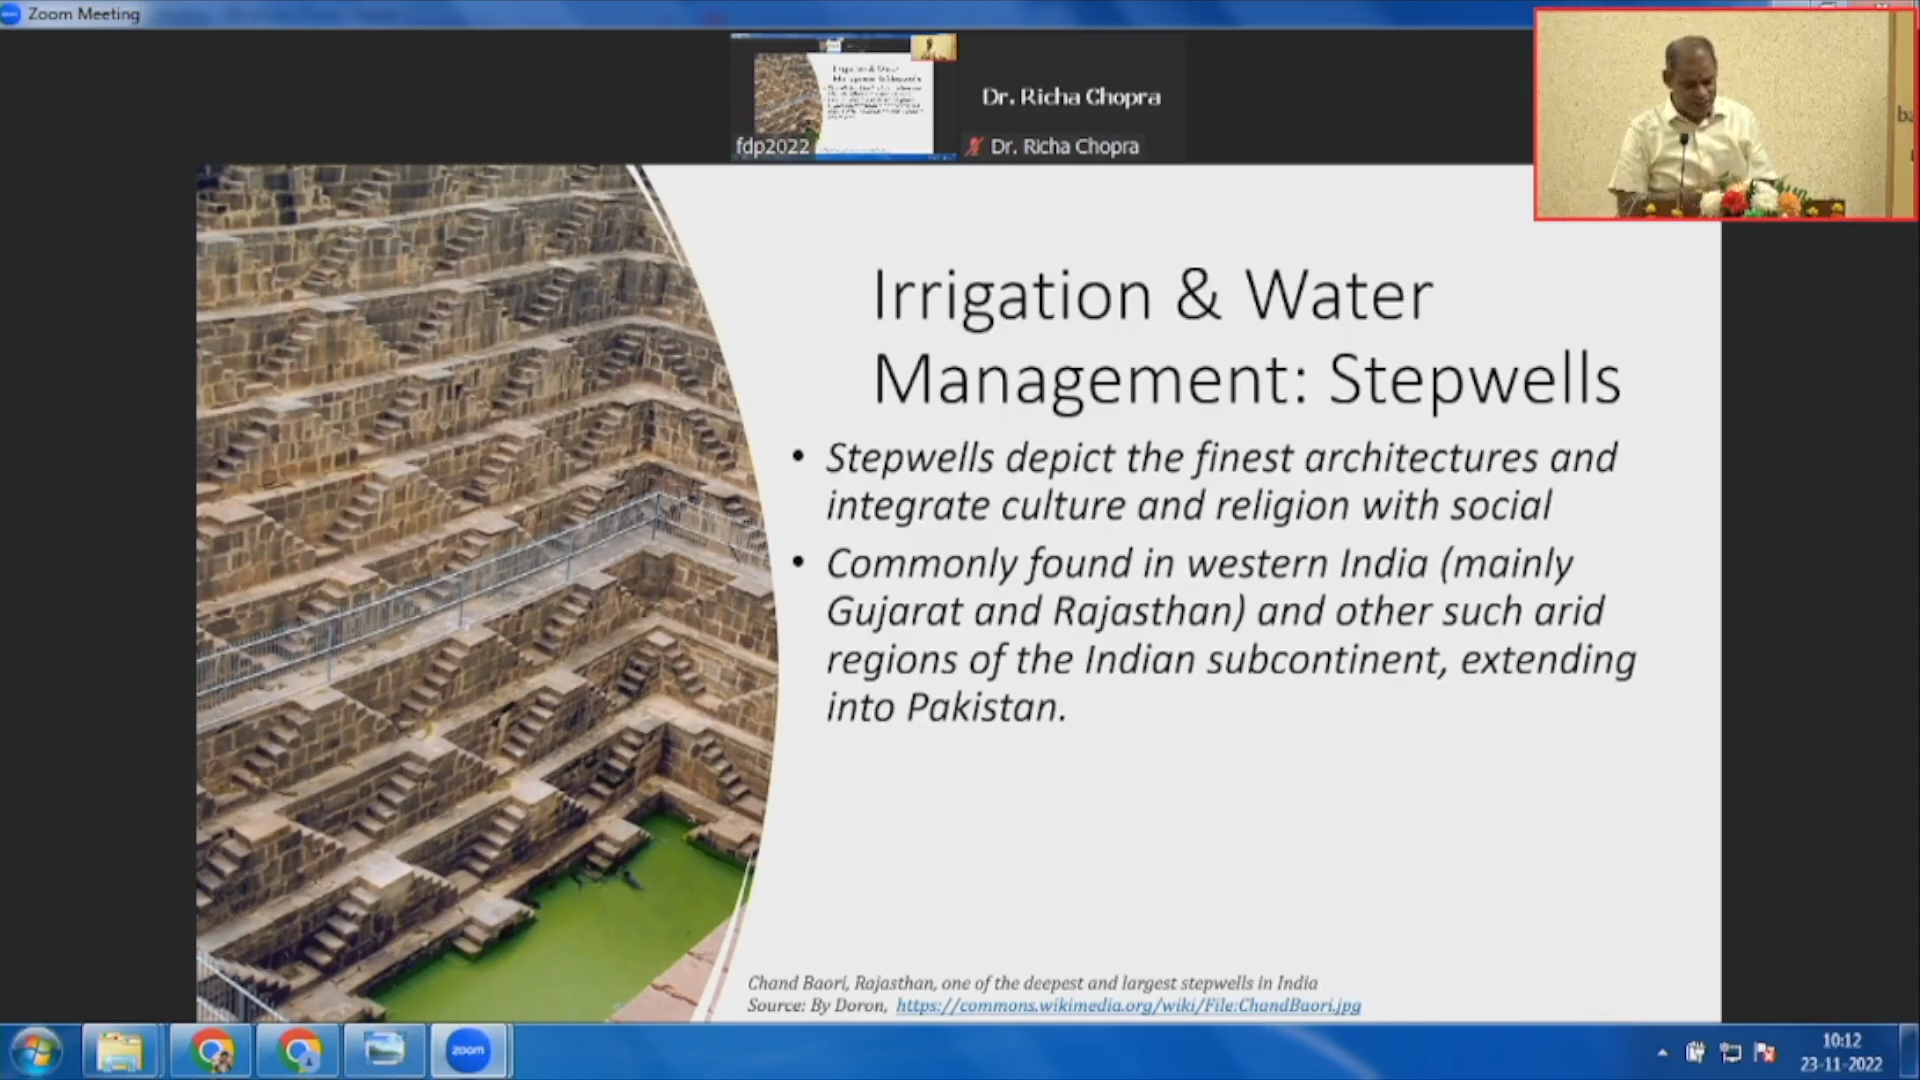 Zoom Meeting
fdp2022
Dr. Richa Chopra
Dr. Richa Chopra
Irrigation & Water
Management: Stepwells
• Stepwells depict the finest architectures and
integrate culture and religion with social
• Commonly found in western India (mainly
Gujarat and Rajasthan) and other such arid
regions of the Indian subcontinent, extending
into Pakistan.
Chand Baori, Rajasthan, one of the deepest and largest stepwells in India
Source: By Doron, https://commons.wikimedia.org/wiki/File:ChandBaori.jpg
zoom
10:12
23-11-2022